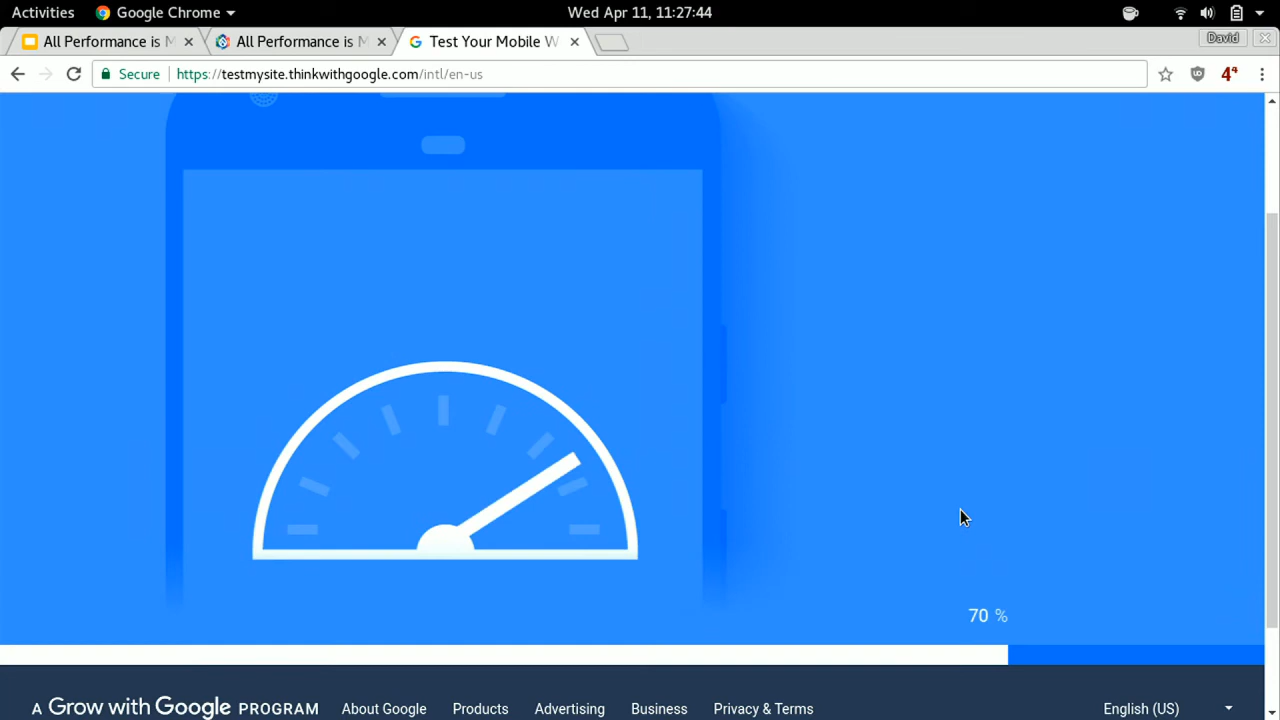 Activities Google Chrome Wed Apr 11, 11:27:44
All Performance is M All Performance is M Test Your Mobile W David
Secure https://testmysite.thinkwithgoogle.com/intl/en-us 4⁴
70 %
A Grow with Google PROGRAM About Google Products Advertising Business Privacy & Terms English (US)